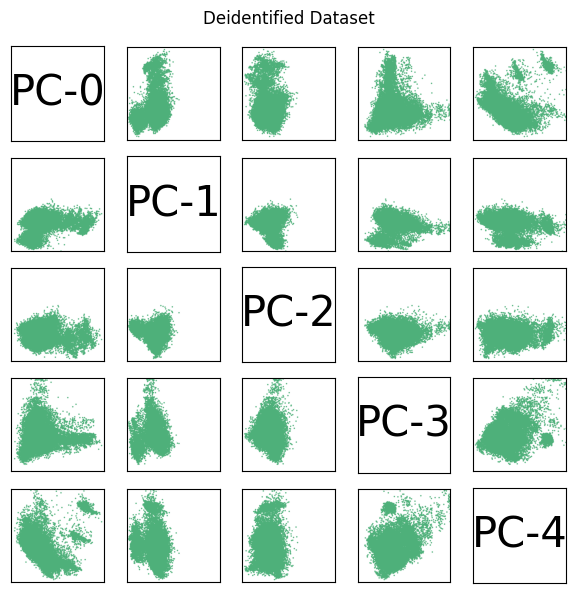 Deidentified Dataset
PC-0
PC-1
PC-2
PC-3
PC-4